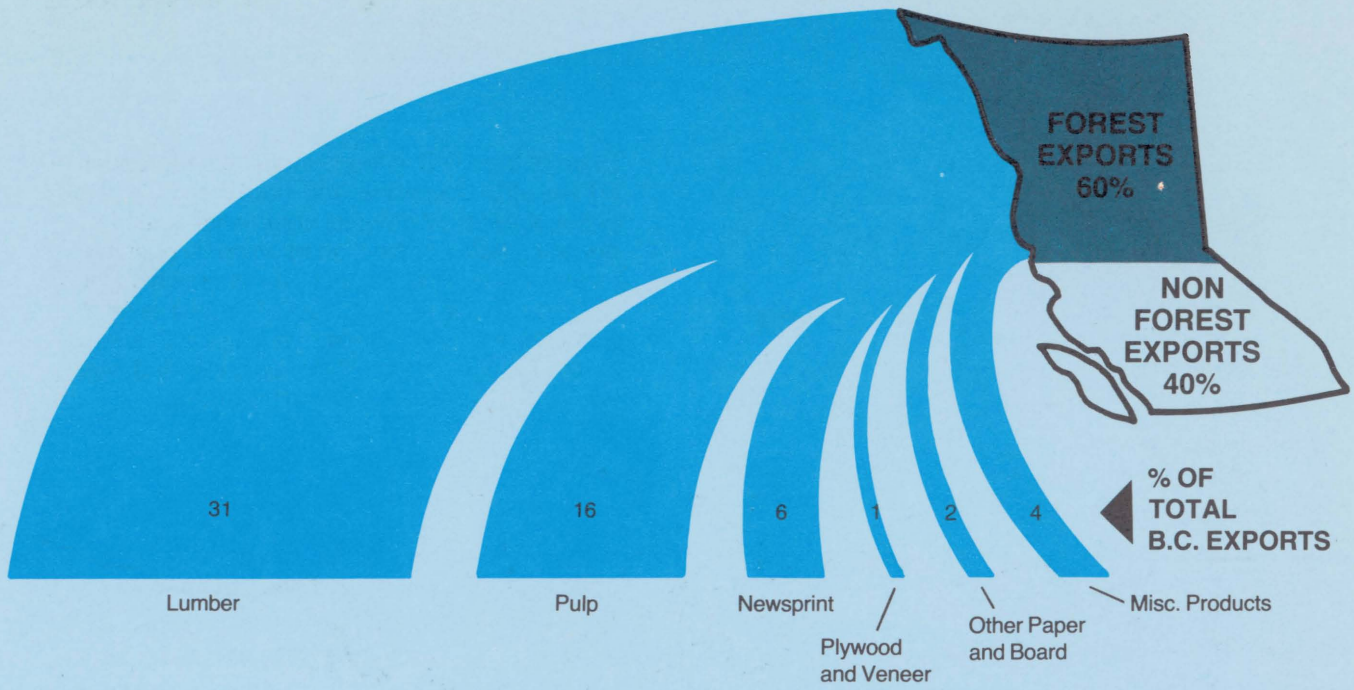 FOREST
EXPORTS
60%
NON
FOREST
EXPORTS
40%
31
16
6
1
2
4
% OF
TOTAL
B.C. EXPORTS
Lumber
Pulp
Newsprint
Plywood
and Veneer
Other Paper
and Board
Misc. Products